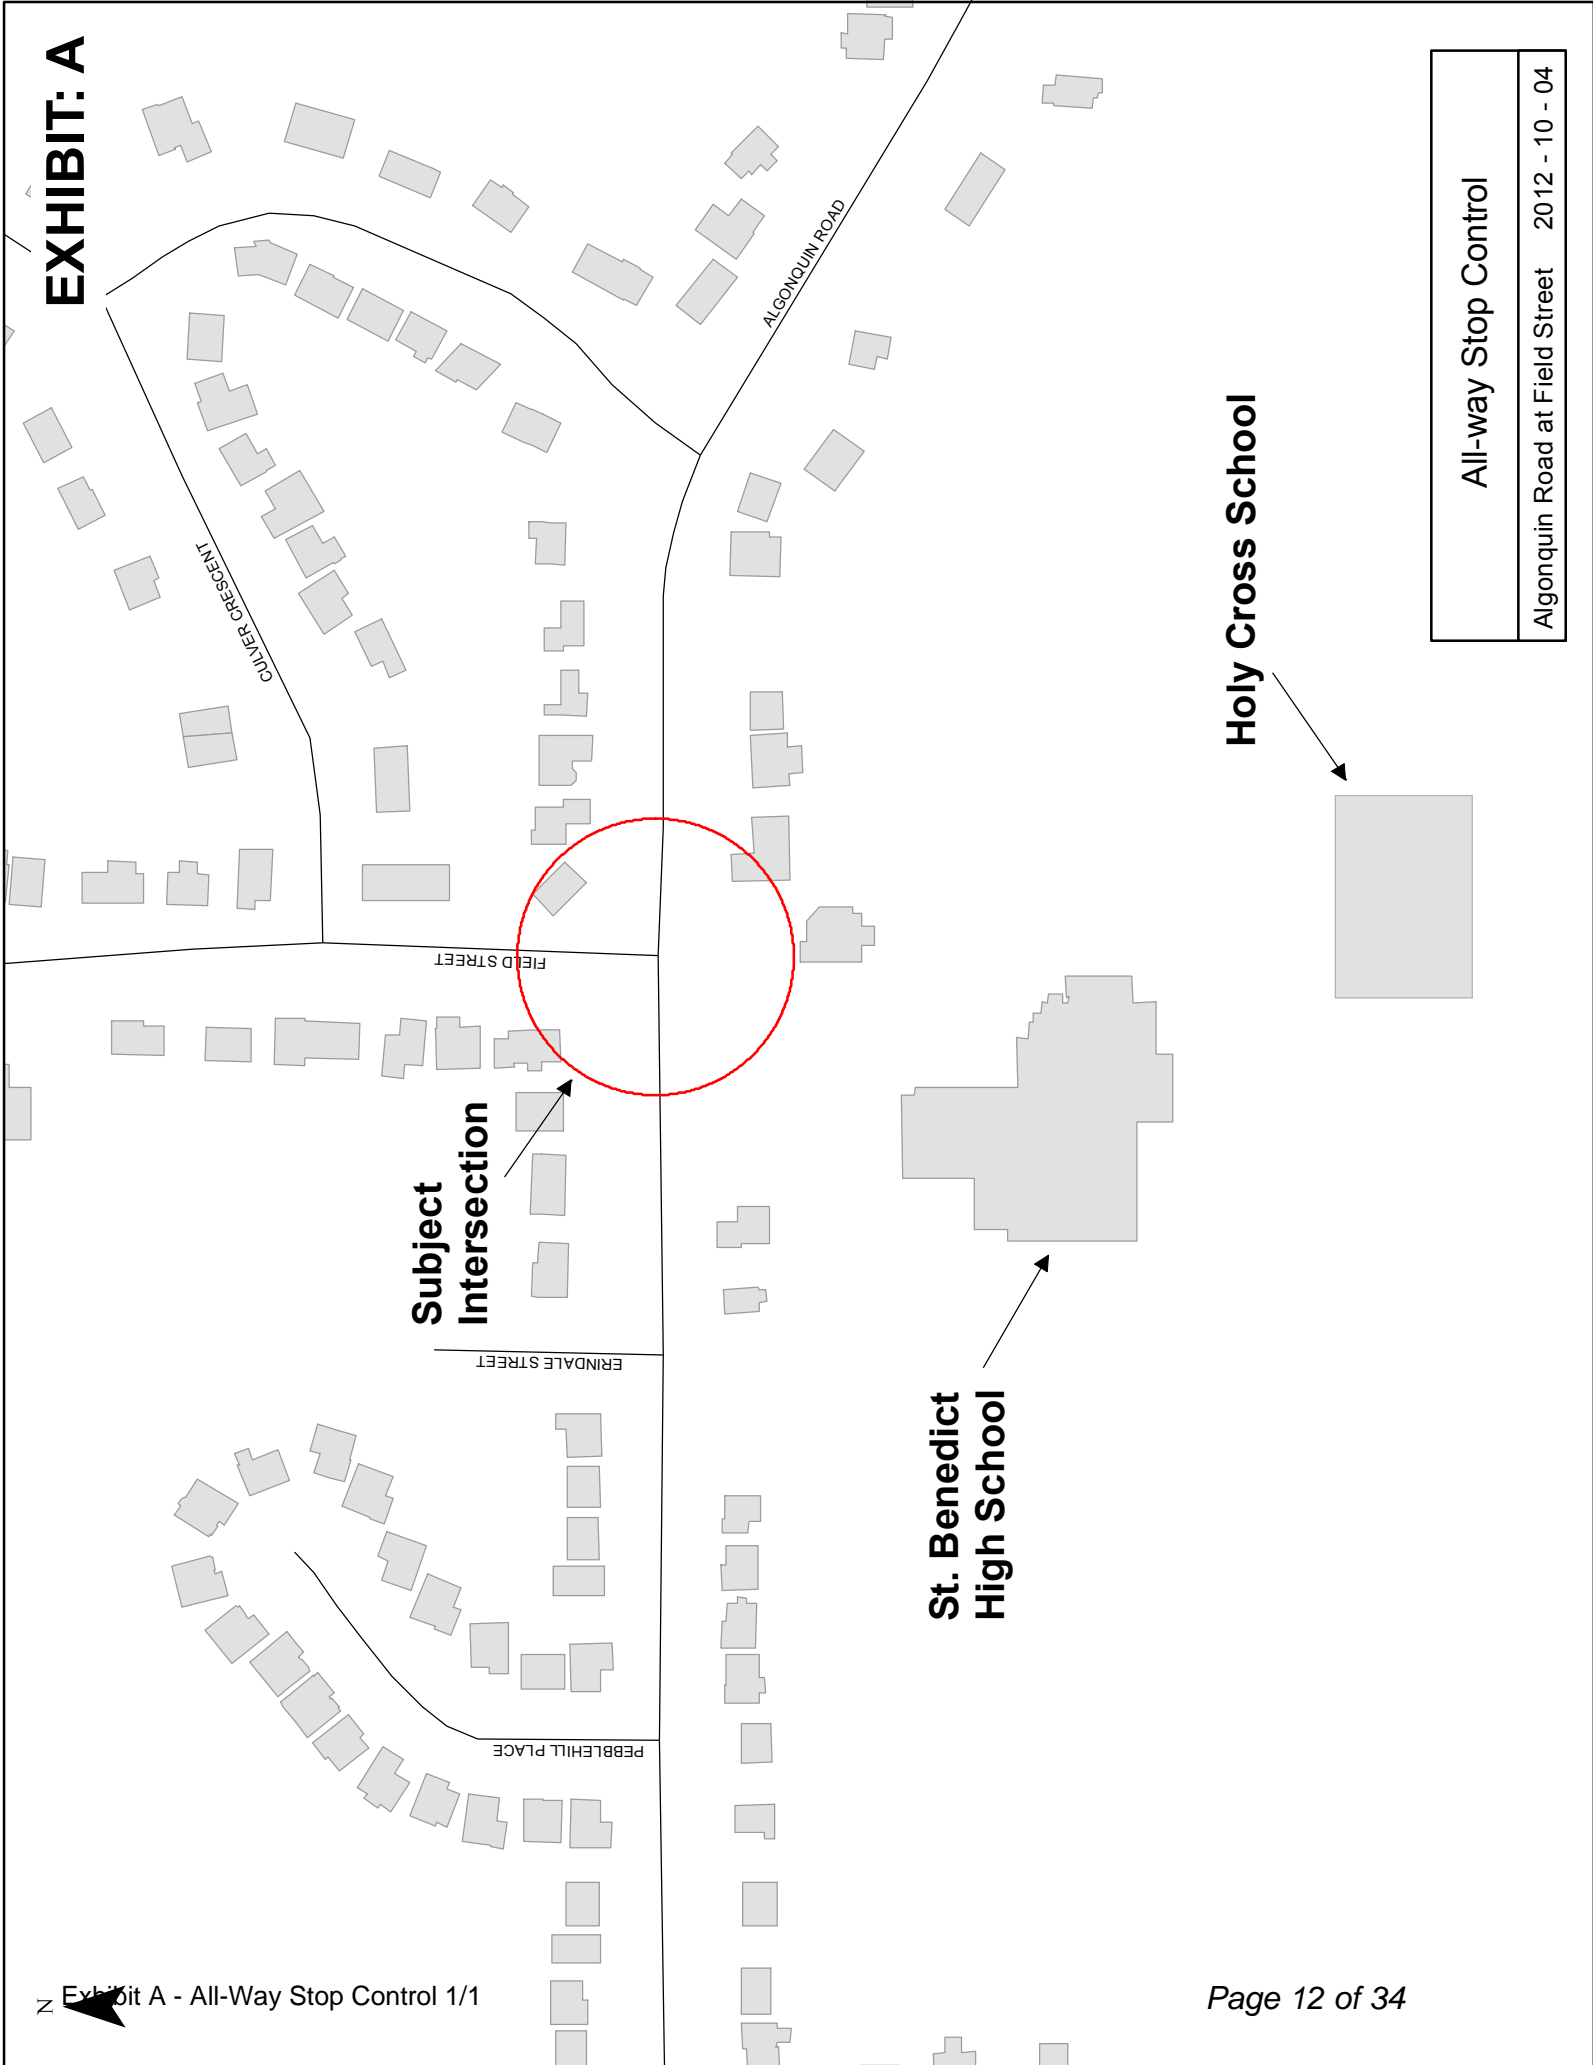 EXHIBIT: A
CULVER CRESCENT
ALGONQUIN ROAD
FIELD STREET
Subject
Intersection
ERINDALE STREET
PEBBLEHILL PLACE
Holy Cross School
St. Benedict
High School
All-way Stop Control
Algonquin Road at Field Street 2012 - 10 - 04
N
Exhibit A - All-Way Stop Control 1/1
Page 12 of 34